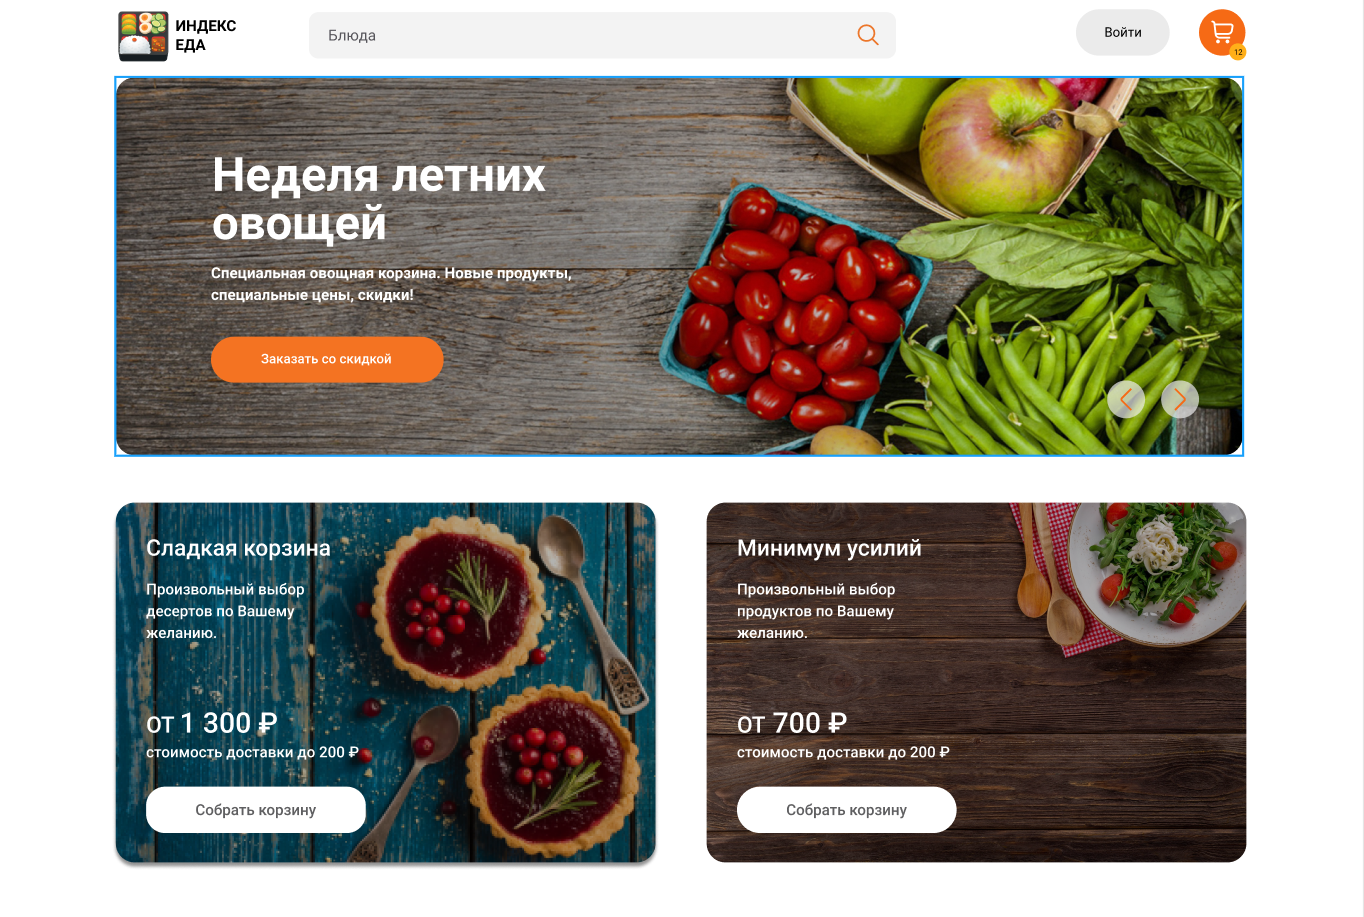 ИНДЕКС
ЕДА
Блюда
Войти
12
Неделя летних
овощей
Специальная овощная корзина. Новые продукты,
специальные цены, скидки!
Заказать со скидкой
Сладкая корзина
Произвольный выбор
десертов по Вашему
желанию.
от 1 300 ₽
стоимость доставки до 200 ₽
Собрать корзину
Минимум усилий
Произвольный выбор
продуктов по Вашему
желанию.
от 700 ₽
стоимость доставки до 200 ₽
Собрать корзину